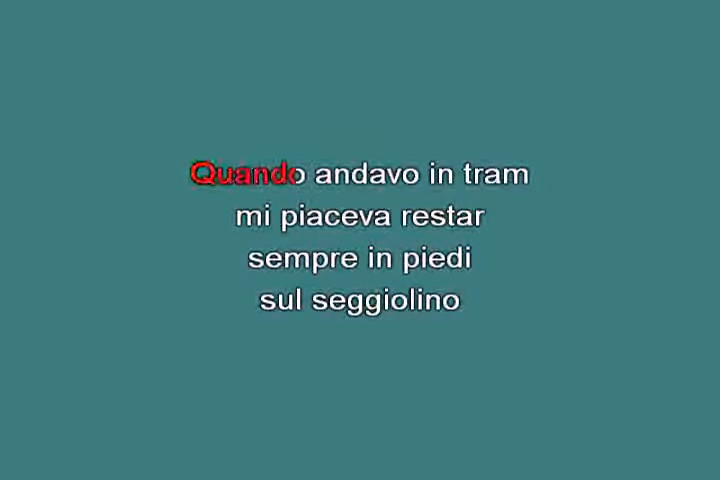 Quando andavo in tram
mi piaceva restar
sempre in piedi
sul seggiolino